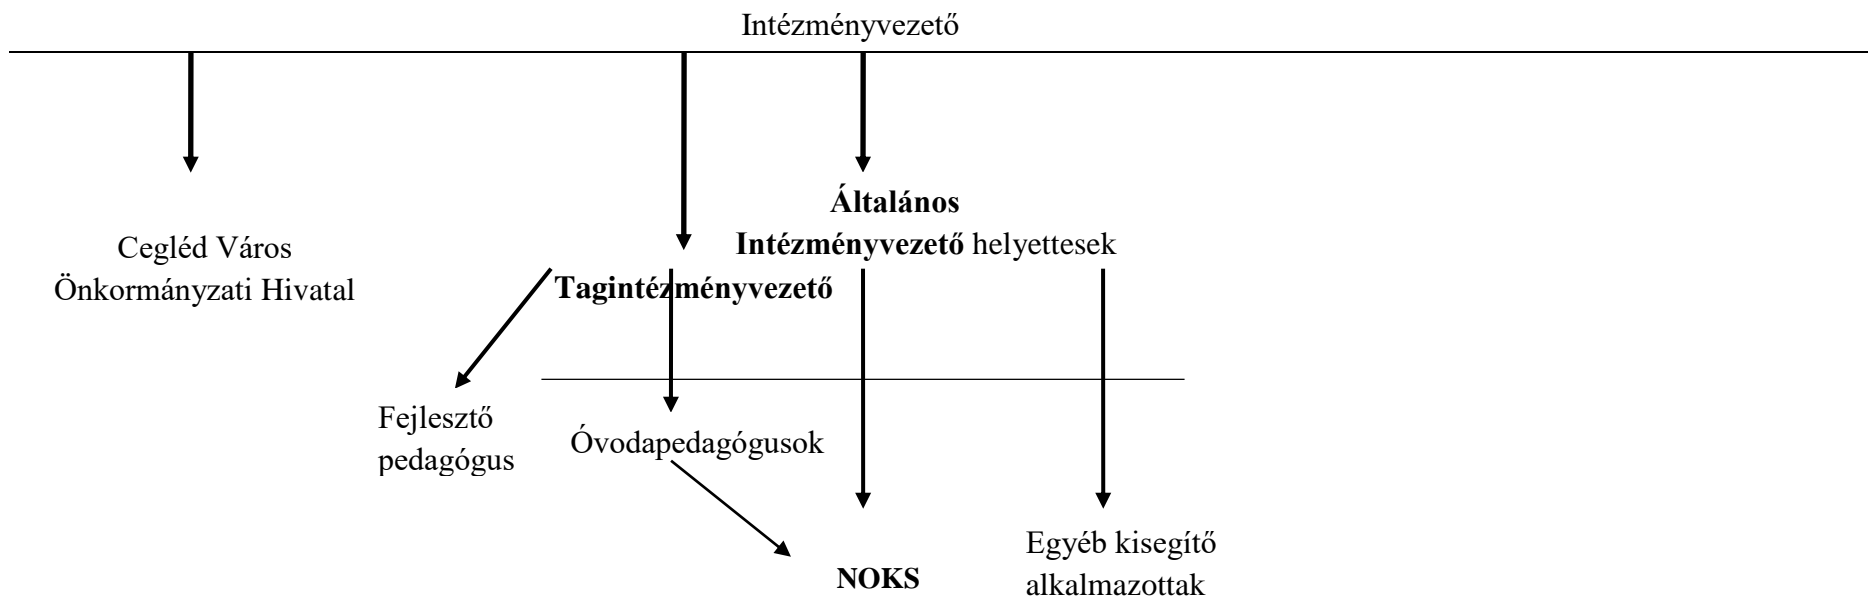 Intézményvezető
Általános
Intézményvezető helyettesek
Cegléd Város
Önkormányzati Hivatal
Tagintézményvezető
Fejlesztő
pedagógus
Óvodapedagógusok
NOKS
Egyéb kisegítő
alkalmazottak